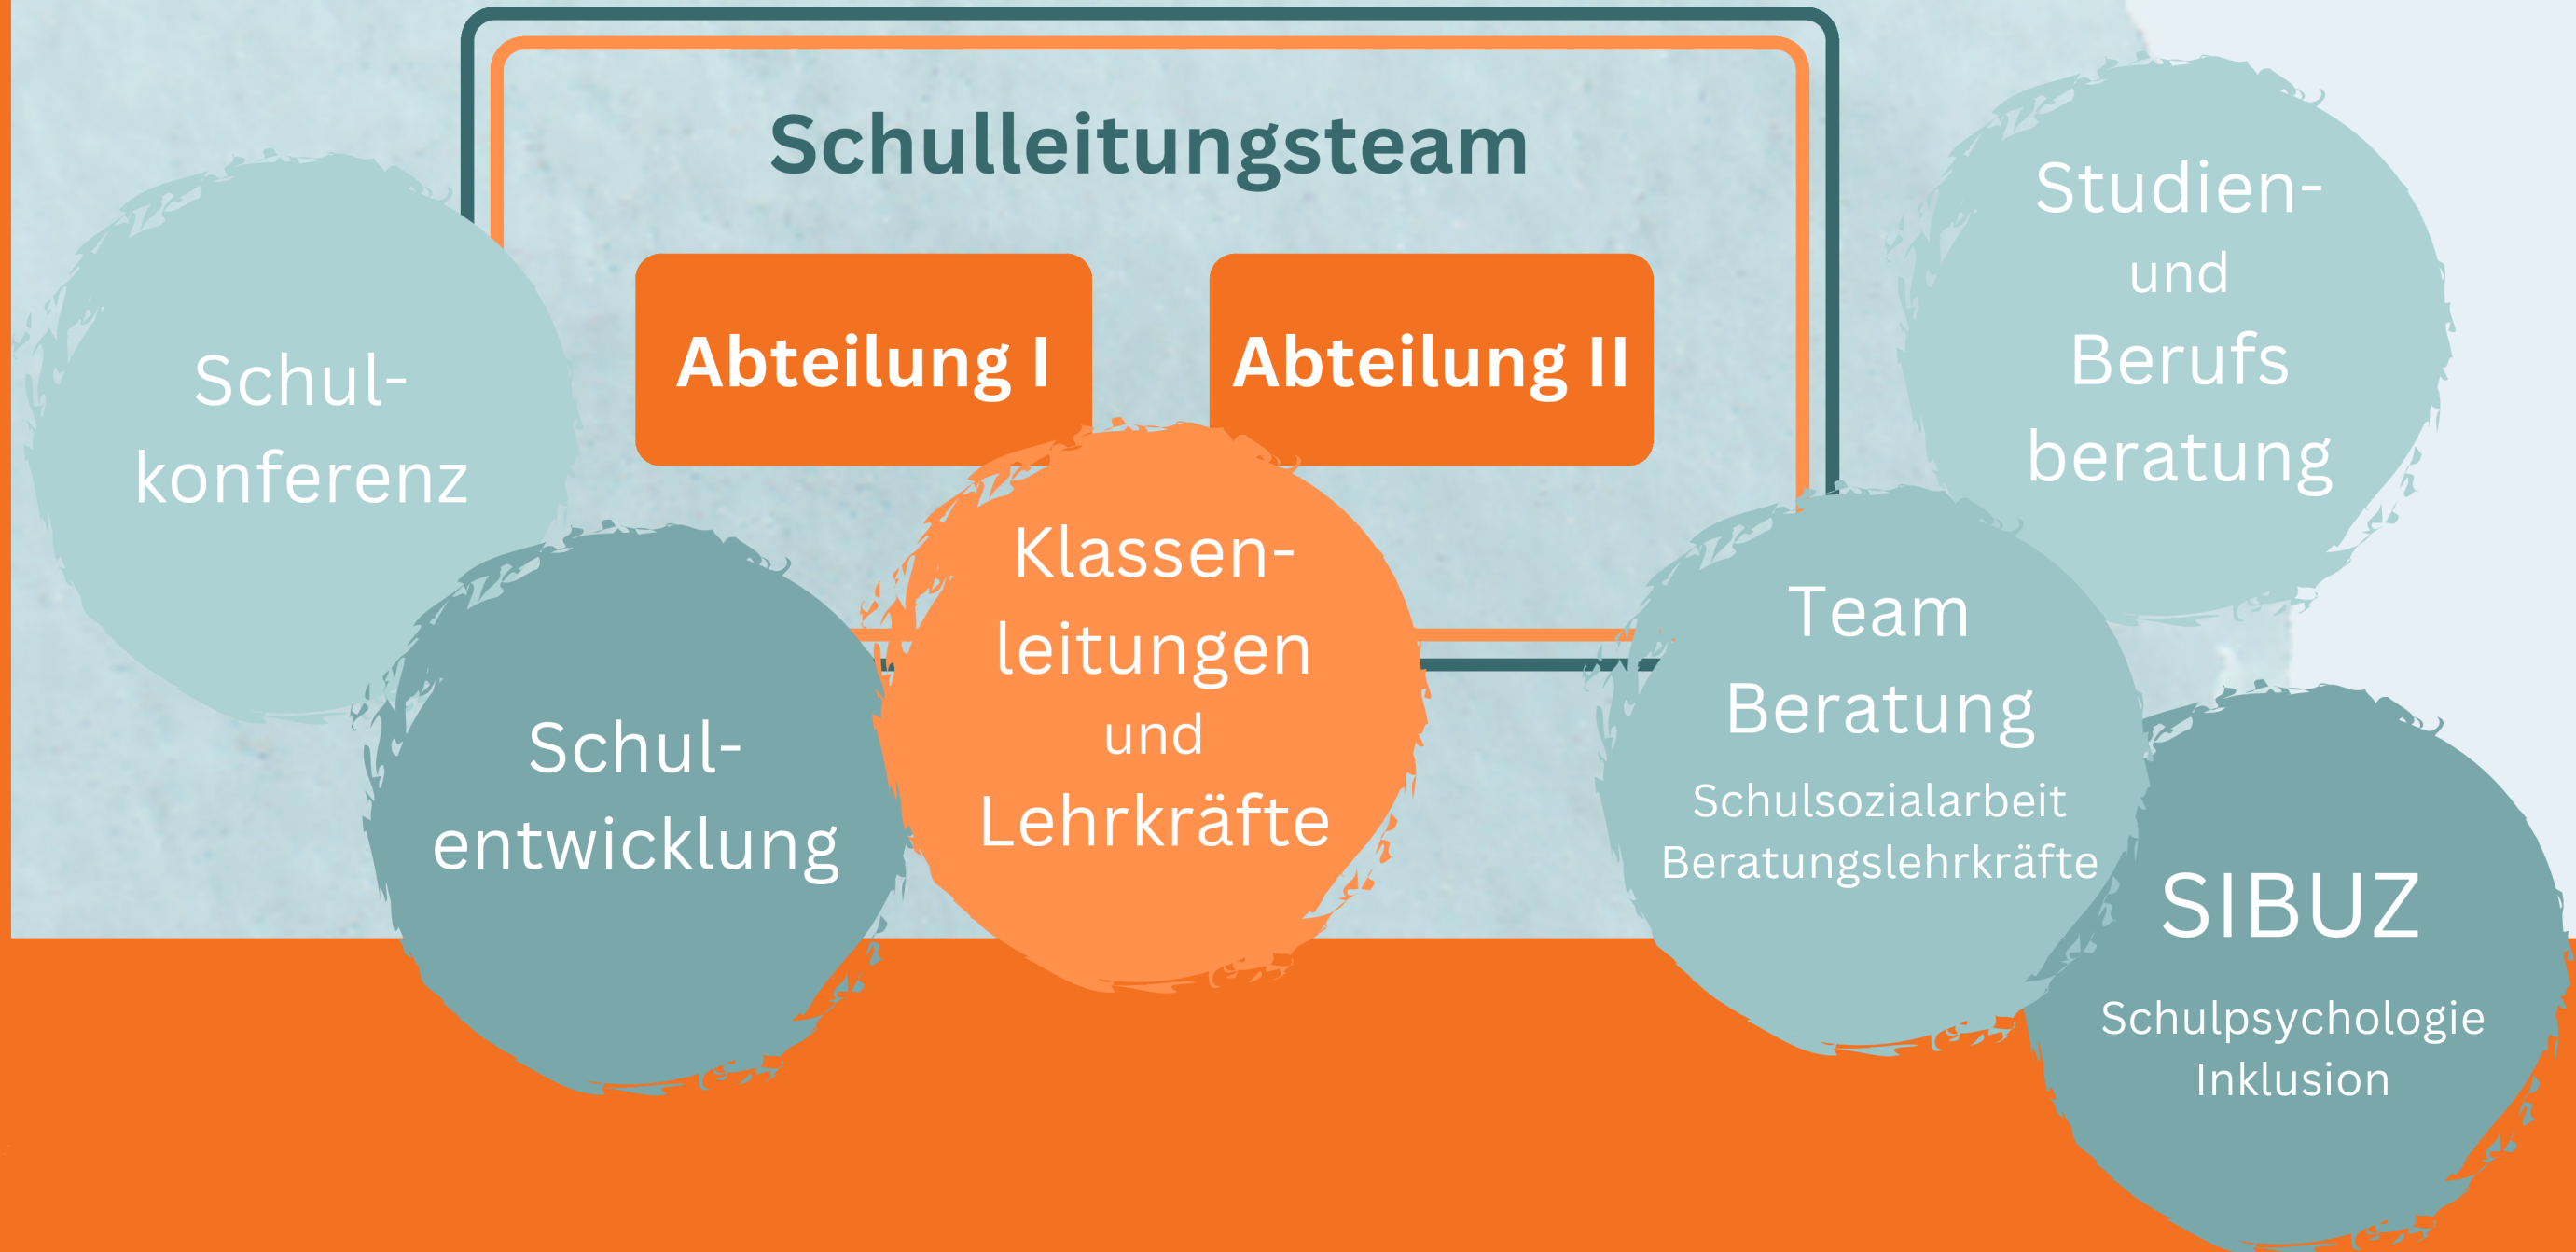 Schulleitungsteam
Abteilung I
Abteilung II
Schul-
konferenz
Schul-
entwicklung
Klassen-
leitungen
und
Lehrkräfte
Team
Beratung
Schulsozialarbeit
Beratungslehrkräfte
Studien-
und
Berufs
beratung
SIBUZ
Schulpsychologie
Inklusion